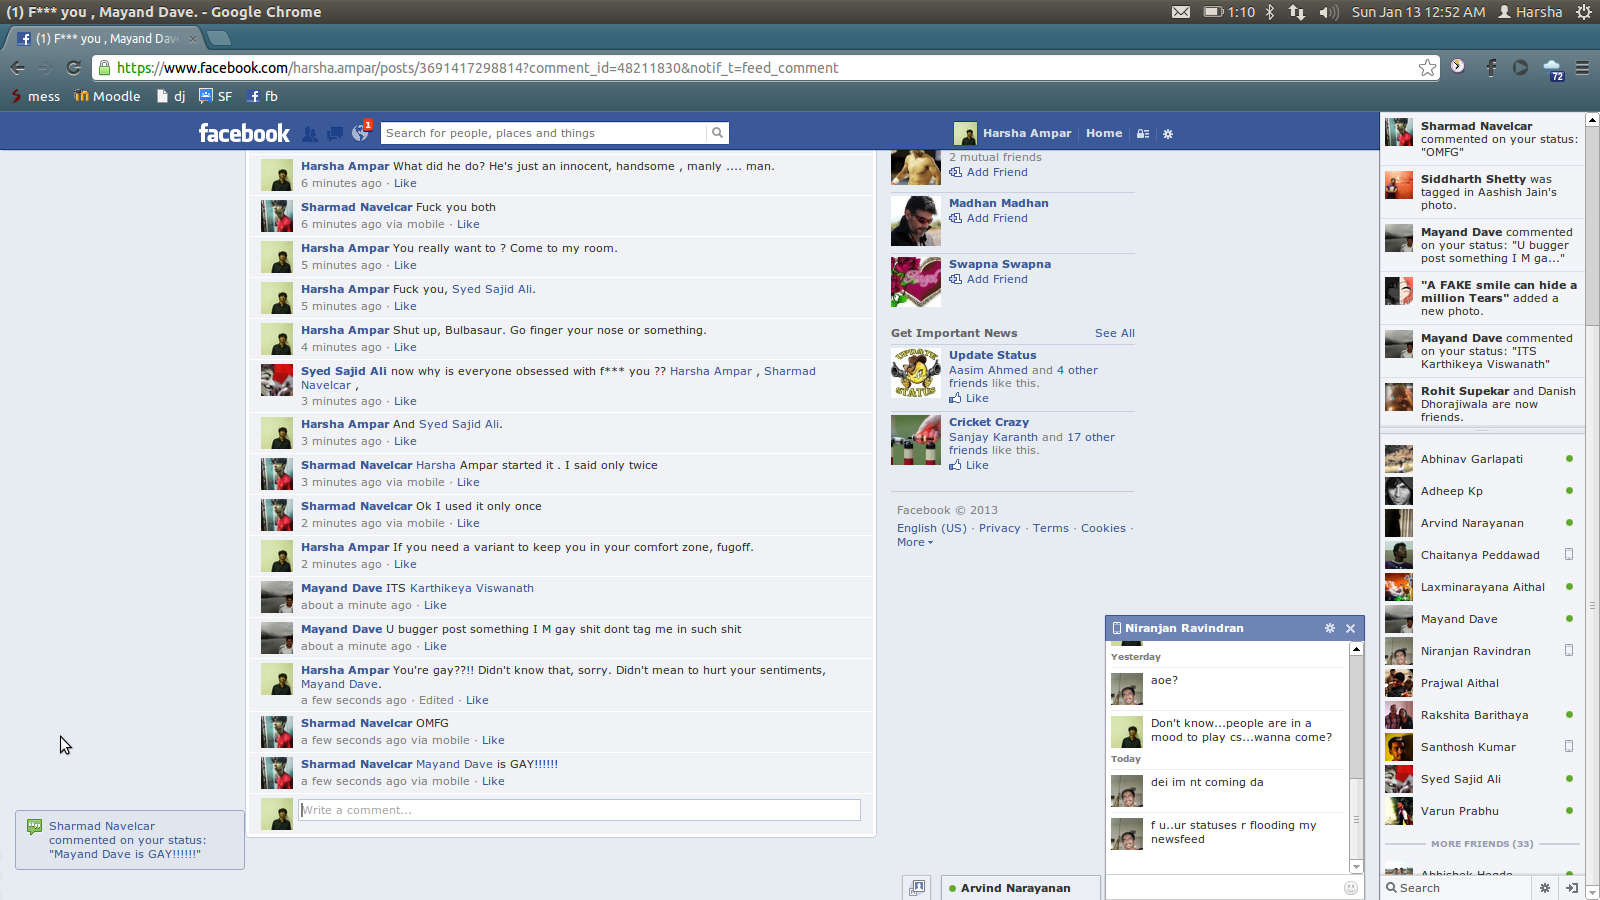 (1) F*** you , Mayand Dave. - Google Chrome
1:10
Sun Jan 13 12:52 AM
Harsha
(1) F*** you , Mayand Dav
https://www.facebook.com/harsha.ampar/posts/3691417298814?comment_id=48211830&notif_t=feed_comment
72
mess
Moodle
dj
SF
fb
facebook
1
Search for people, places and things
Harsha Ampar
Home
Harsha Ampar What did he do? He's just an innocent, handsome , manly .... man.
6 minutes ago · Like
Sharmad Navelcar Fuck you both
6 minutes ago via mobile · Like
Harsha Ampar You really want to ? Come to my room.
5 minutes ago · Like
Harsha Ampar Fuck you, Syed Sajid Ali.
5 minutes ago · Like
Harsha Ampar Shut up, Bulbasaur. Go finger your nose or something.
4 minutes ago · Like
Syed Sajid Ali now why is everyone obsessed with f*** you ?? Harsha Ampar , Sharmad
Navelcar ,
3 minutes ago · Like
Harsha Ampar And Syed Sajid Ali.
3 minutes ago · Like
Sharmad Navelcar Harsha Ampar started it . I said only twice
3 minutes ago via mobile · Like
Sharmad Navelcar Ok I used it only once
2 minutes ago via mobile · Like
Harsha Ampar If you need a variant to keep you in your comfort zone, fugoff.
2 minutes ago · Like
Mayand Dave ITS Karthikeya Viswanath
about a minute ago · Like
Mayand Dave U bugger post something I M gay shit dont tag me in such shit
about a minute ago · Like
Harsha Ampar You're gay??!! Didn't know that, sorry. Didn't mean to hurt your sentiments,
Mayand Dave.
a few seconds ago · Edited · Like
Sharmad Navelcar OMFG
a few seconds ago via mobile · Like
Sharmad Navelcar Mayand Dave is GAY!!!!!!
a few seconds ago via mobile · Like
Write a comment...
Sharmad Navelcar
commented on your status:
"Mayand Dave is GAY!!!!!!"
2 mutual friends
Add Friend
Madhan Madhan
Add Friend
Swapna Swapna
Add Friend
Get Important News
See All
UPDATE
STATUS
Update Status
Aasim Ahmed and 4 other
friends like this.
Like
Cricket Crazy
Sanjay Karanth and 17 other
friends like this.
Like
Facebook © 2013
English (US) · Privacy · Terms · Cookies ·
More
Niranjan Ravindran
Yesterday
aoe?
Don't know...people are in a
mood to play cs...wanna come?
Today
dei im nt coming da
f u..ur statuses r flooding my
newsfeed
Arvind Narayanan
Sharmad Navelcar
commented on your status:
"OMFG"
Siddharth Shetty was
tagged in Aashish Jain's
photo.
Mayand Dave commented
on your status: "U bugger
post something I M ga..."
"A FAKE smile can hide a
million Tears" added a
new photo.
Mayand Dave commented
on your status: "ITS
Karthikeya Viswanath"
Rohit Supekar and Danish
Dhorajiwala are now
friends.
Abhinav Garlapati
Adheep Kp
Arvind Narayanan
Chaitanya Peddawad
Laxminarayana Aithal
Mayand Dave
Niranjan Ravindran
Prajwal Aithal
Rakshita Barithaya
Santhosh Kumar
Syed Sajid Ali
Varun Prabhu
MORE FRIENDS (33)
Abhishek Hegde
Search